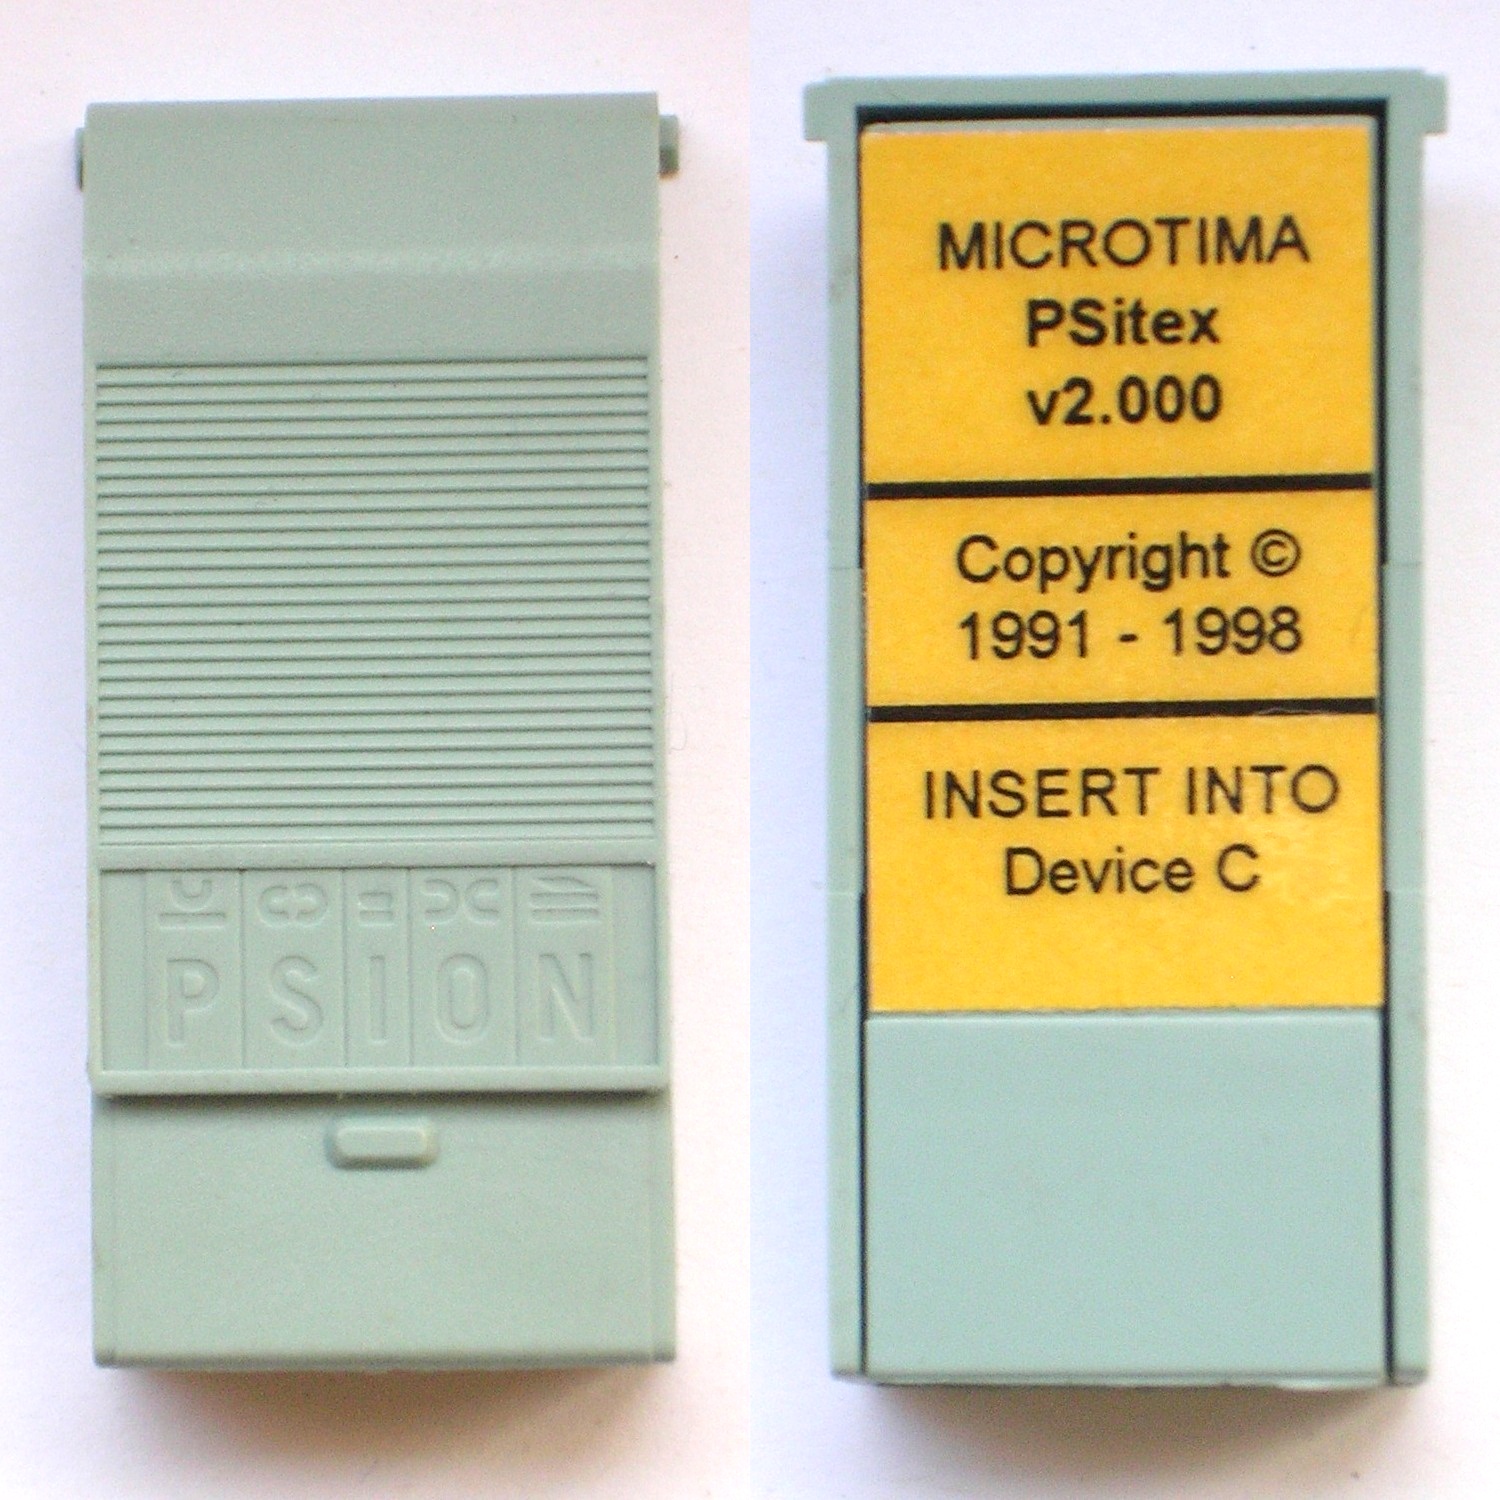 PSION
MICROTIMA
PSitex
v2.000
Copyright ©
1991 - 1998
INSERT INTO
Device C